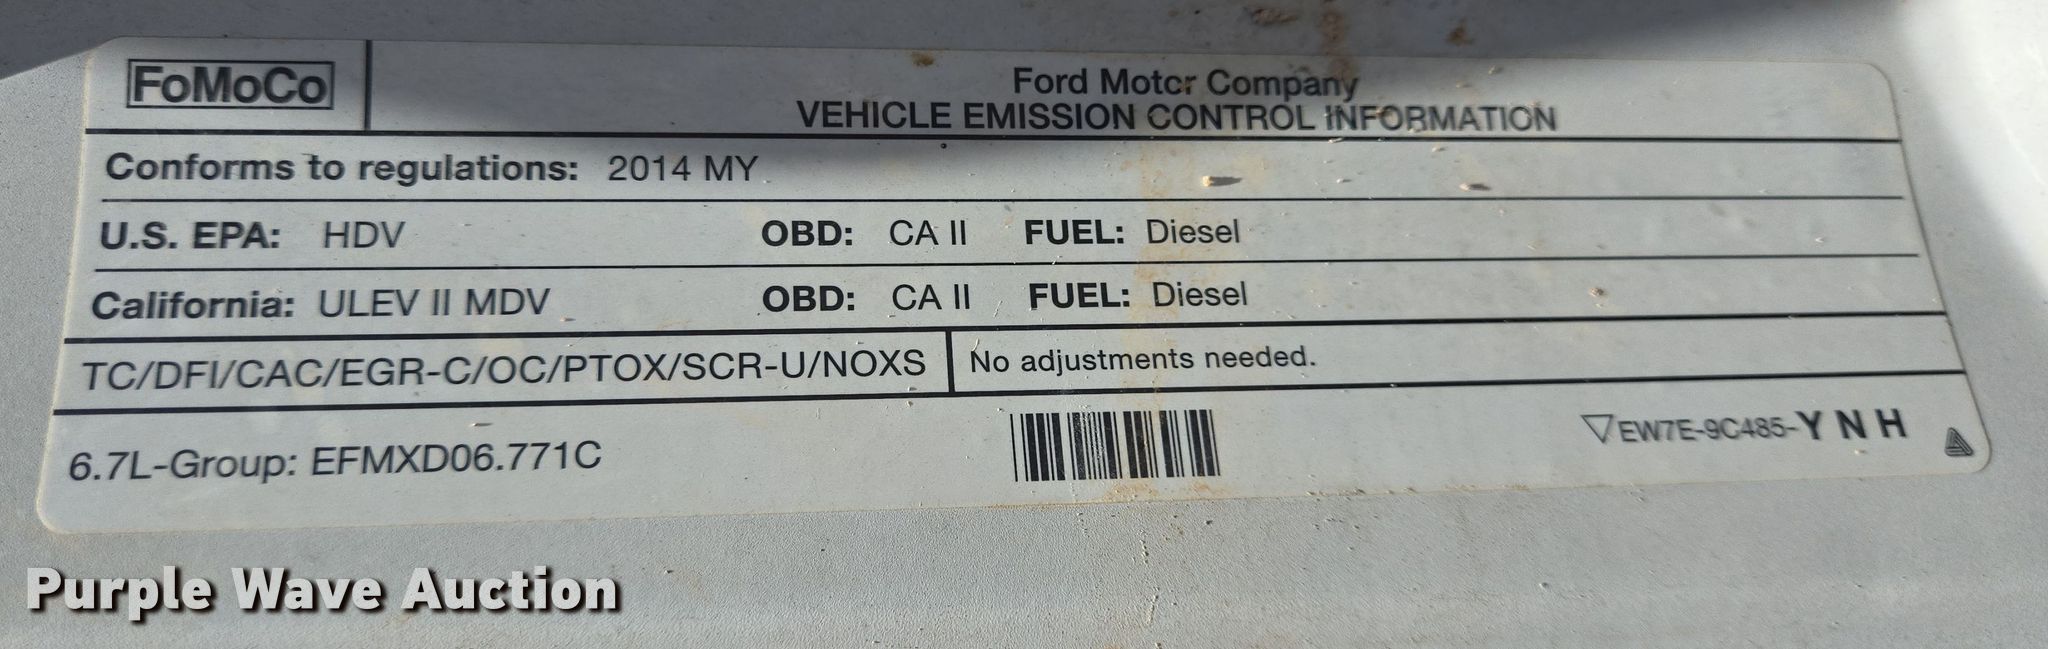 FoMoCo
Ford Motor Company
VEHICLE EMISSION CONTROL INFORMATION
Conforms to regulations: 2014 MY
U.S. EPA: HDV OBD: CA II FUEL: Diesel
California: ULEV II MDV OBD: CA II FUEL: Diesel
TC/DFI/CAC/EGR-C/OC/PTOX/SCR-U/NOXS No adjustments needed.
6.7L-Group: EFMXD06.771C
EW7E-9C485-Y N H
Purple Wave Auction